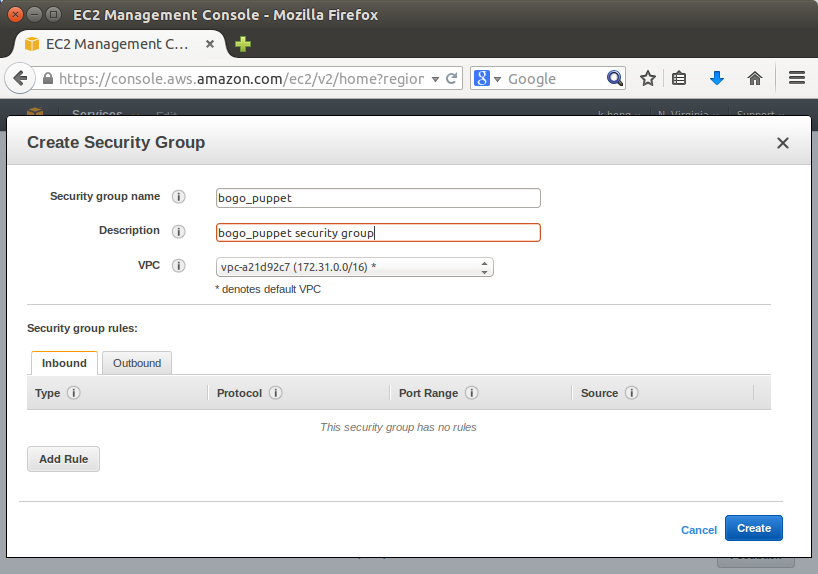 EC2 Management Console - Mozilla Firefox
EC2 Management C...
https://console.aws.amazon.com/ec2/v2/home?region
Google
Services Edit
N. Virginia Support
Create Security Group
Security group name
bogo_puppet
Description
bogo_puppet security group
VPC
vpc-a21d92c7 (172.31.0.0/16) *
* denotes default VPC
Security group rules:
Inbound Outbound
Type Protocol Port Range Source
This security group has no rules
Add Rule
Cancel Create